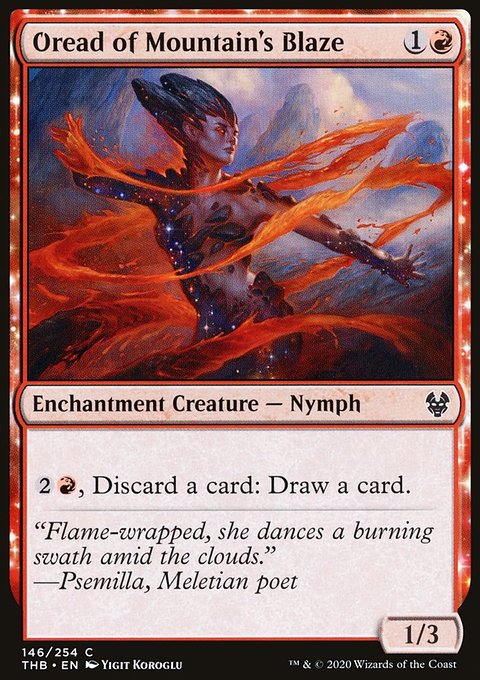 Oread of Mountain's Blaze 1
Enchantment Creature — Nymph
2, Discard a card: Draw a card.
“Flame-wrapped, she dances a burning
swath amid the clouds.”
—Psemilla, Meletian poet
1/3
146/254 C
THB • EN Yigit Koroglu
™ & © 2020 Wizards of the Coast